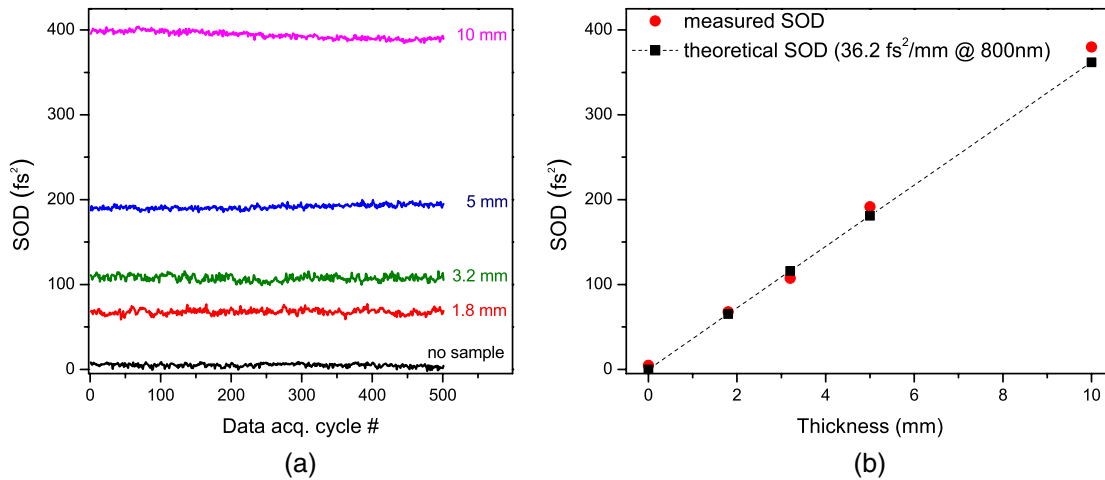 400
300
200
100
0
SOD (fs²)
10 mm
5 mm
3.2 mm
1.8 mm
no sample
0 100 200 300 400 500
Data acq. cycle #
(a)
measured SOD
theoretical SOD (36.2 fs²/mm @ 800nm)
400
300
200
100
0
SOD (fs²)
0 2 4 6 8 10
Thickness (mm)
(b)